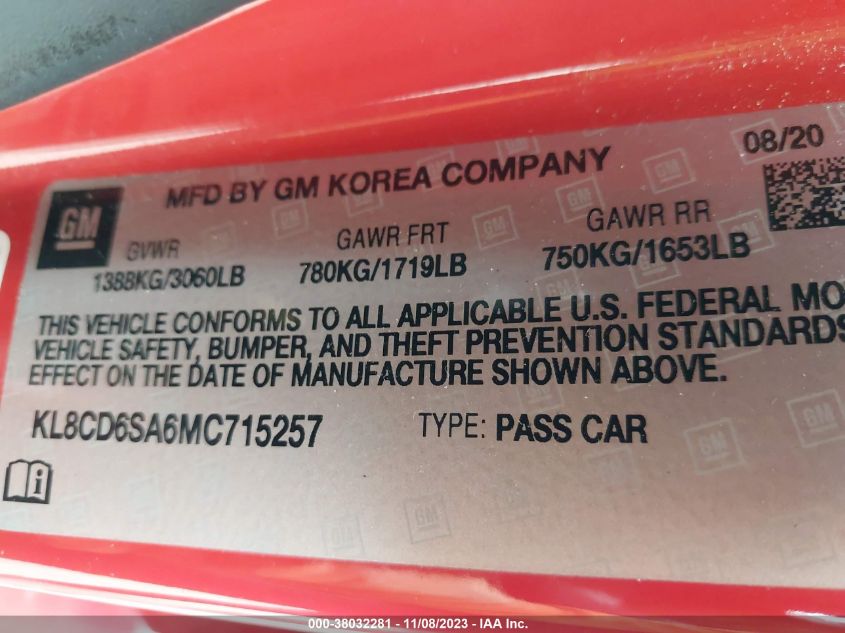 08/20
MFD BY GM KOREA COMPANY
GM
GVWR GAWR FRT GAWR RR
1388KG/3060LB 780KG/1719LB 750KG/1653LB
THIS VEHICLE CONFORMS TO ALL APPLICABLE U.S. FEDERAL MO
VEHICLE SAFETY, BUMPER, AND THEFT PREVENTION STANDARDS
EFFECT ON THE DATE OF MANUFACTURE SHOWN ABOVE.
KL8CD6SA6MC715257 TYPE: PASS CAR
000-38032281 - 11/08/2023 - IAA Inc.